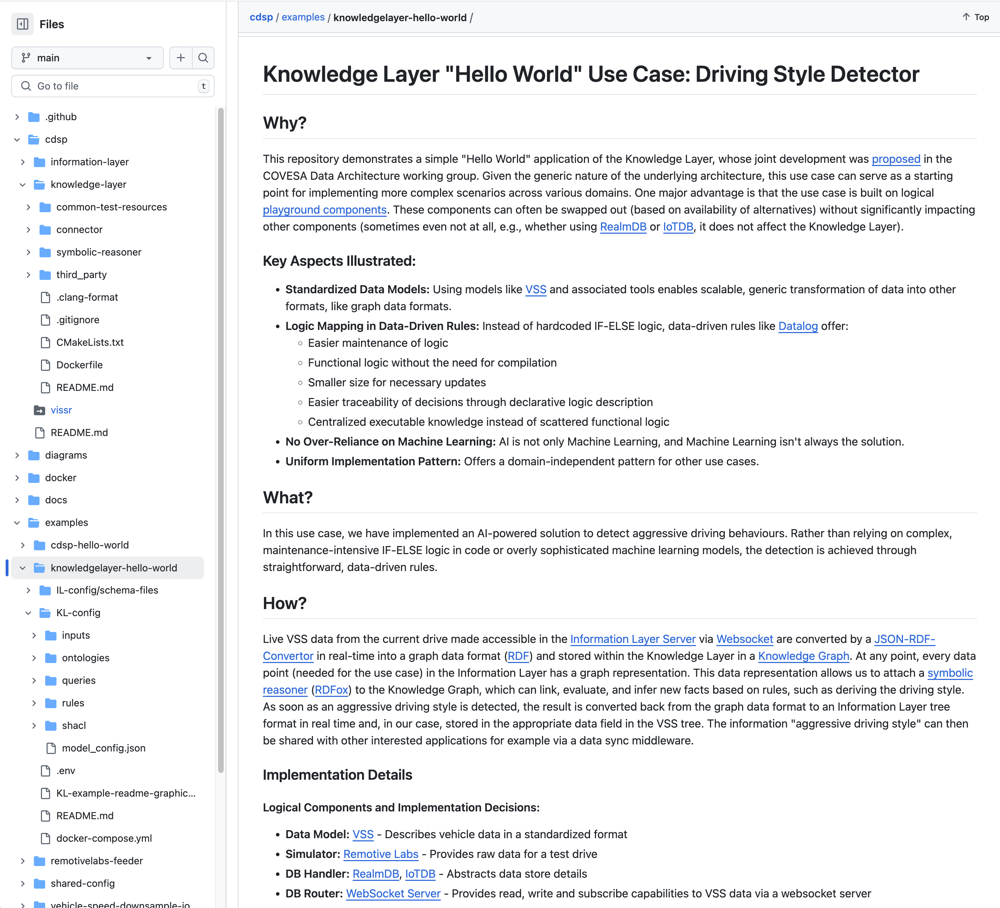 Files
main
Go to file
t
.github
cdsp
information-layer
knowledge-layer
common-test-resources
connector
symbolic-reasoner
third_party
.clang-format
.gitignore
CMakeLists.txt
Dockerfile
README.md
vissr
README.md
diagrams
docker
docs
examples
cdsp-hello-world
knowledgelayer-hello-world
IL-config/schema-files
KL-config
inputs
ontologies
queries
rules
shacl
model_config.json
.env
KL-example-readme-graphic...
README.md
docker-compose.yml
remotivelabs-feeder
shared-config
vehicle-speed-downsample-io
cdsp / examples / knowledgelayer-hello-world /
Top
Knowledge Layer "Hello World" Use Case: Driving Style Detector
Why?
This repository demonstrates a simple "Hello World" application of the Knowledge Layer, whose joint development was proposed in the
COVESA Data Architecture working group. Given the generic nature of the underlying architecture, this use case can serve as a starting
point for implementing more complex scenarios across various domains. One major advantage is that the use case is built on logical
playground components. These components can often be swapped out (based on availability of alternatives) without significantly impacting
other components (sometimes even not at all, e.g., whether using RealmDB or IoTDB, it does not affect the Knowledge Layer).
Key Aspects Illustrated:
• Standardized Data Models: Using models like VSS and associated tools enables scalable, generic transformation of data into other
formats, like graph data formats.
• Logic Mapping in Data-Driven Rules: Instead of hardcoded IF-ELSE logic, data-driven rules like Datalog offer:
◦ Easier maintenance of logic
◦ Functional logic without the need for compilation
◦ Smaller size for necessary updates
◦ Easier traceability of decisions through declarative logic description
◦ Centralized executable knowledge instead of scattered functional logic
• No Over-Reliance on Machine Learning: AI is not only Machine Learning, and Machine Learning isn't always the solution.
• Uniform Implementation Pattern: Offers a domain-independent pattern for other use cases.
What?
In this use case, we have implemented an AI-powered solution to detect aggressive driving behaviours. Rather than relying on complex,
maintenance-intensive IF-ELSE logic in code or overly sophisticated machine learning models, the detection is achieved through
straightforward, data-driven rules.
How?
Live VSS data from the current drive made accessible in the Information Layer Server via Websocket are converted by a JSON-RDF-
Convertor in real-time into a graph data format (RDF) and stored within the Knowledge Layer in a Knowledge Graph. At any point, every data
point (needed for the use case) in the Information Layer has a graph representation. This data representation allows us to attach a symbolic
reasoner (RDFox) to the Knowledge Graph, which can link, evaluate, and infer new facts based on rules, such as deriving the driving style.
As soon as an aggressive driving style is detected, the result is converted back from the graph data format to an Information Layer tree
format in real time and, in our case, stored in the appropriate data field in the VSS tree. The information "aggressive driving style" can then
be shared with other interested applications for example via a data sync middleware.
Implementation Details
Logical Components and Implementation Decisions:
• Data Model: VSS - Describes vehicle data in a standardized format
• Simulator: Remotive Labs - Provides raw data for a test drive
• DB Handler: RealmDB, IoTDB - Abstracts data store details
• DB Router: WebSocket Server - Provides read, write and subscribe capabilities to VSS data via a websocket server